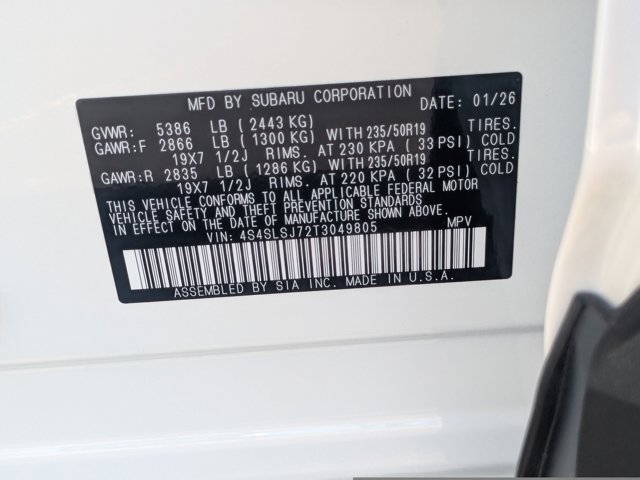 MFD BY SUBARU CORPORATION DATE: 01/26
GVWR: 5386 LB ( 2443 KG)
GAWR:F 2866 LB ( 1300 KG) WITH 235/50R19 TIRES.
19X7 1/2J RIMS. AT 230 KPA ( 33 PSI) COLD
GAWR:R 2835 LB ( 1286 KG) WITH 235/50R19 TIRES.
19X7 1/2J RIMS. AT 220 KPA ( 32 PSI) COLD
THIS VEHICLE CONFORMS TO ALL APPLICABLE FEDERAL MOTOR
VEHICLE SAFETY AND THEFT PREVENTION STANDARDS
IN EFFECT ON THE DATE OF MANUFACTURE SHOWN ABOVE.
VIN: 4S4SLSJ72T3049805 MPV
ASSEMBLED BY SIA INC. MADE IN U.S.A.